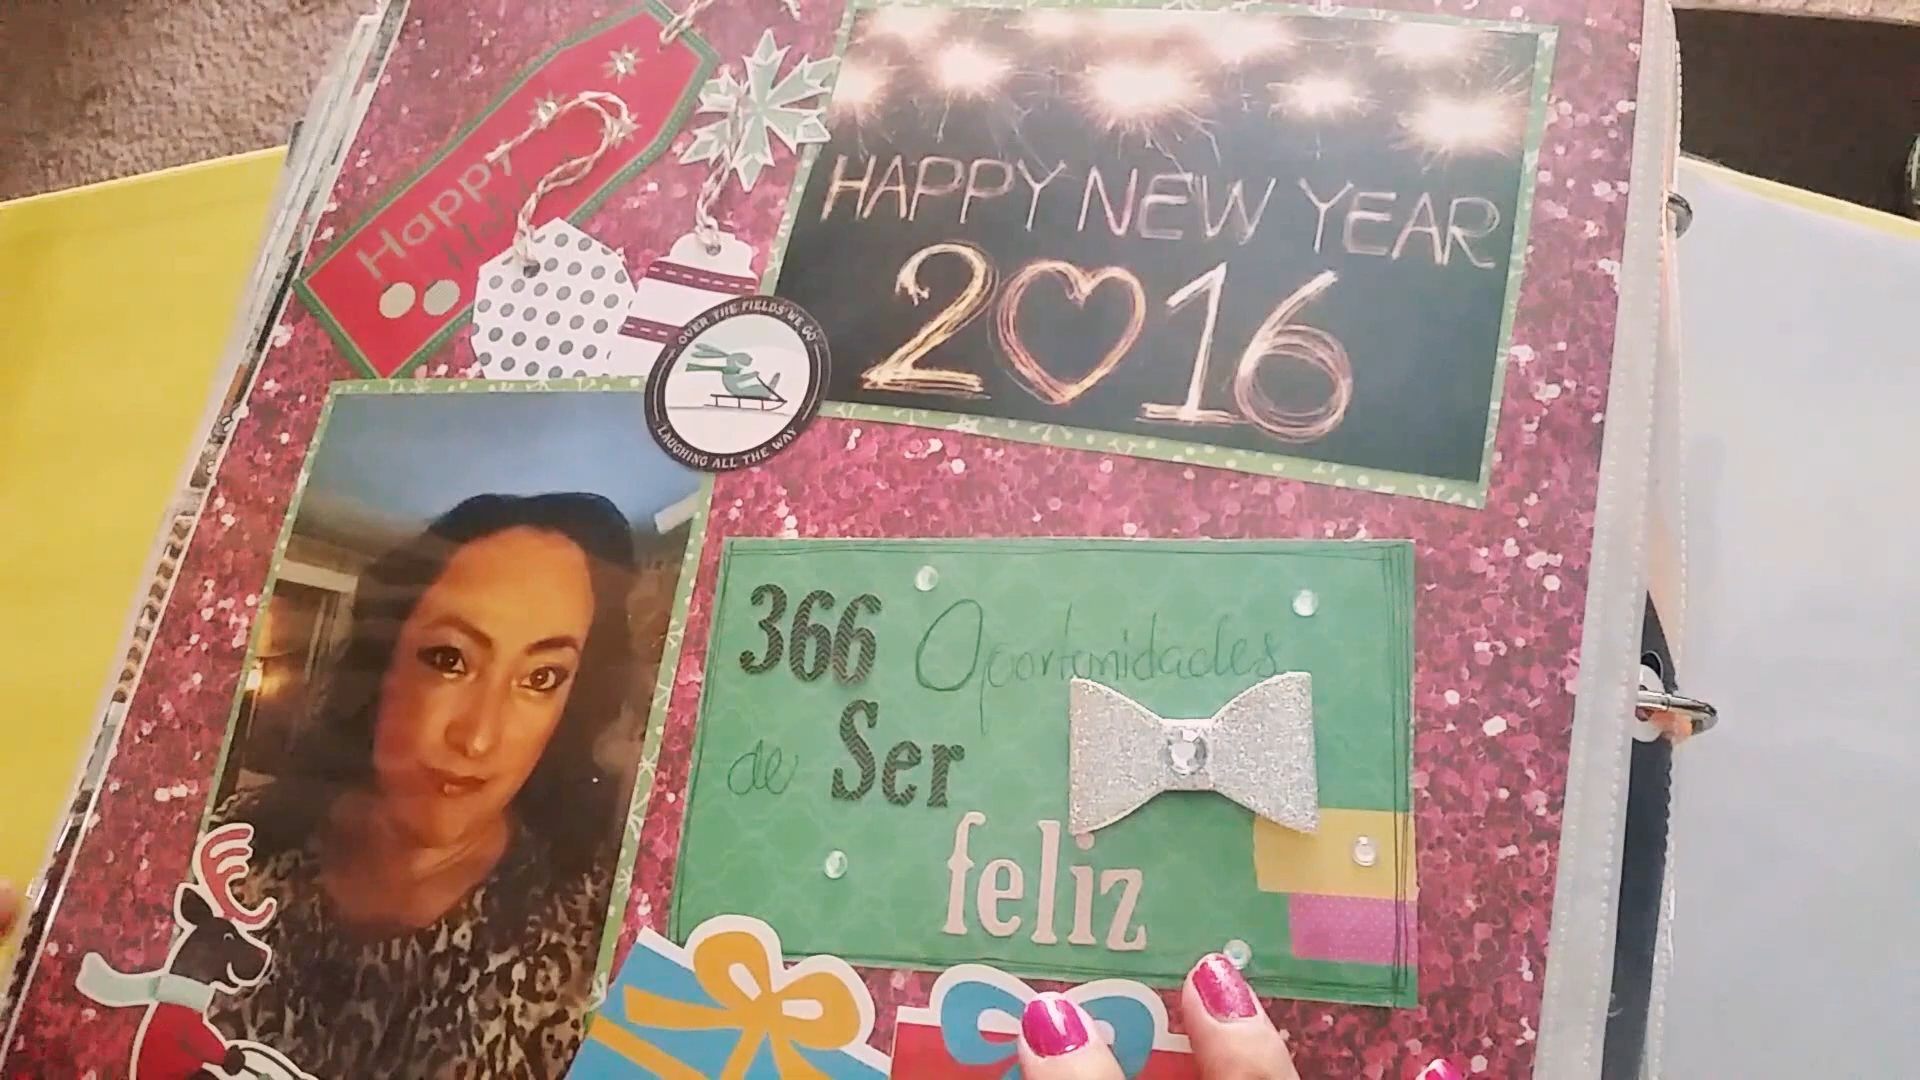 Happy
HAPPY NEW YEAR
2016
OVER THE FIELDS WE GO
LAUGHING ALL THE WAY
366 Oportunidades
de Ser
feliz